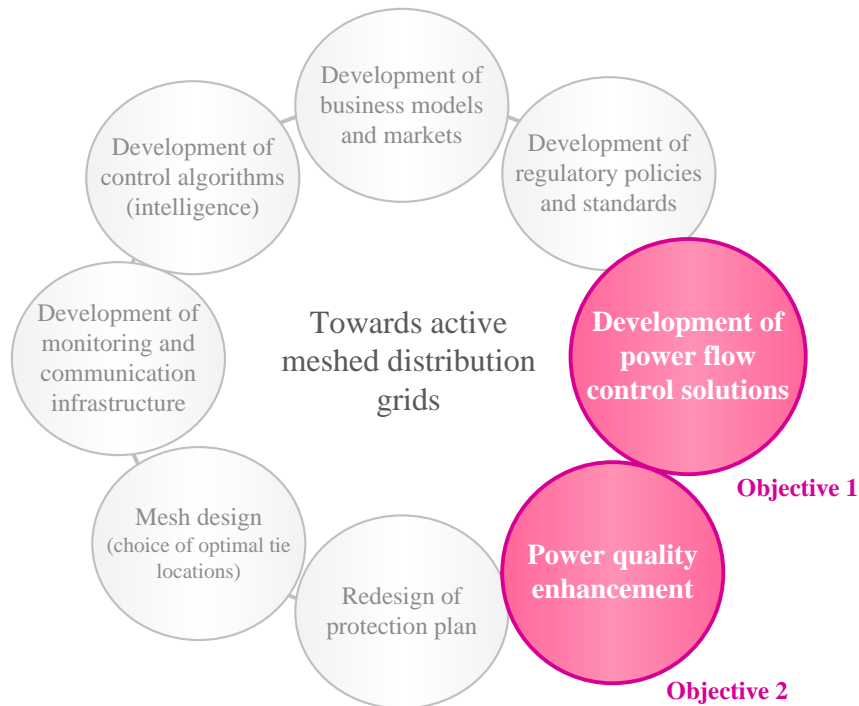 Development of
business models
and markets
Development of
regulatory policies
and standards
Development of
power flow
control solutions
Objective 1
Power quality
enhancement
Objective 2
Redesign of
protection plan
Mesh design
(choice of optimal tie
locations)
Development of
monitoring and
communication
infrastructure
Development of
control algorithms
(intelligence)
Towards active
meshed distribution
grids